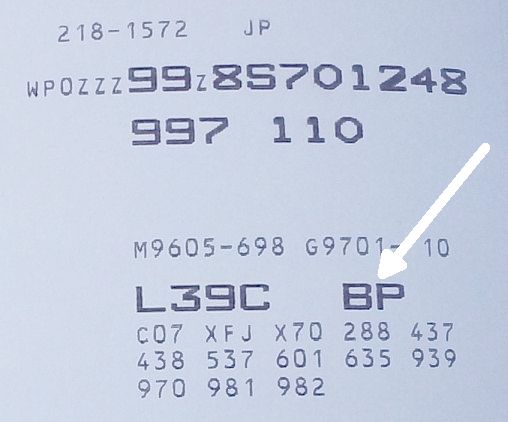 218-1572 JP
WPOZZZ99Z8S701248
997 110
M9605-698 G9701- 10
L39C BP
C07 XFJ X70 288 437
438 537 601 635 939
970 981 982